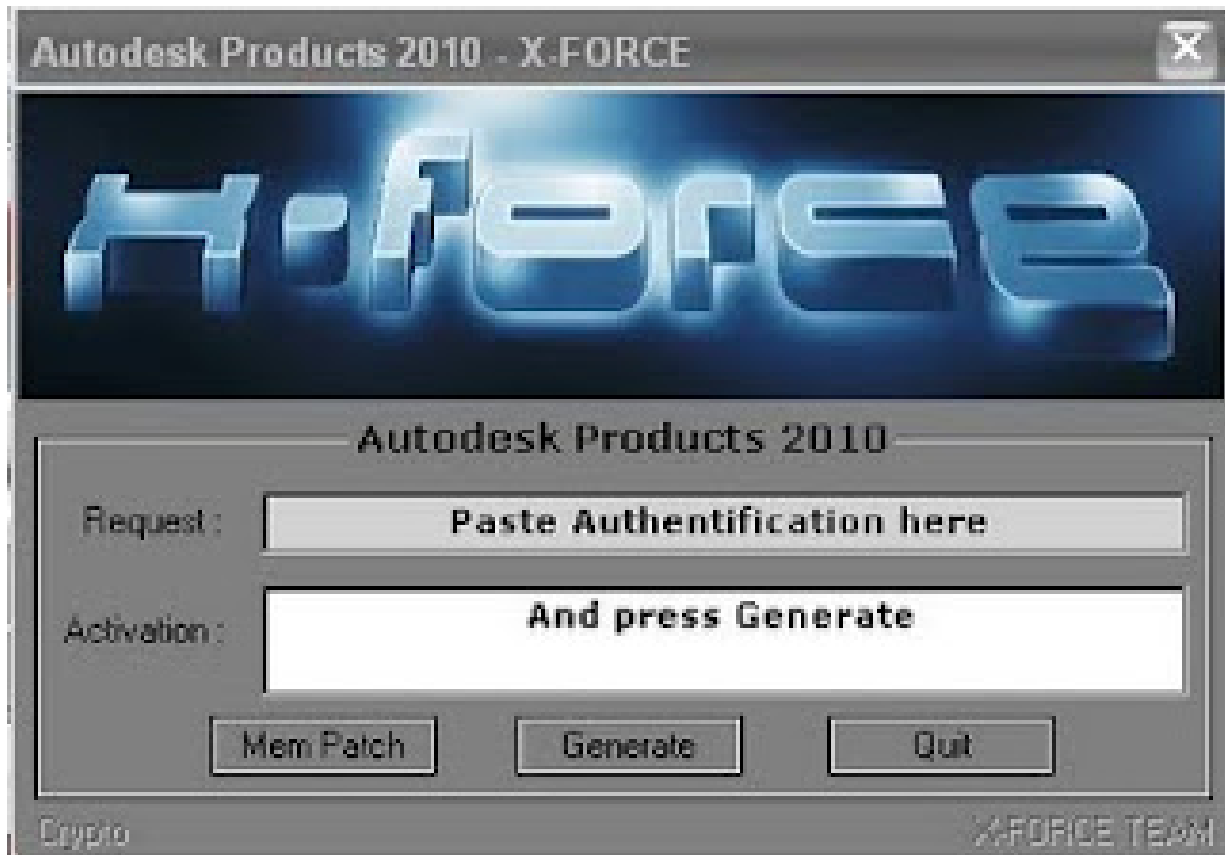 Autodesk Products 2010 - X-FORCE
X-force
Autodesk Products 2010
Request :
Paste Authentification here
Activation :
And press Generate
Mem Patch
Generate
Quit
Crypto
X-FORCE TEAM